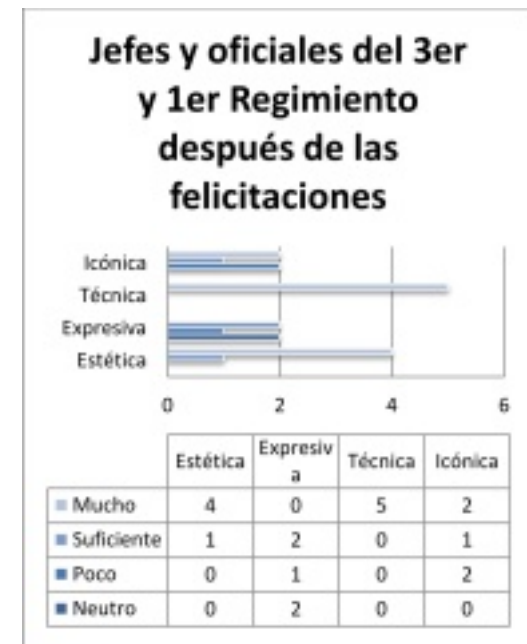 Jefes y oficiales del 3er
y 1er Regimiento
después de las
felicitaciones
Icónica
Técnica
Expresiva
Estética
0 2 4 6
Estética Expresiv
a Técnica Icónica
Mucho 4 0 5 2
Suficiente 1 2 0 1
Poco 0 1 0 2
Neutro 0 2 0 0